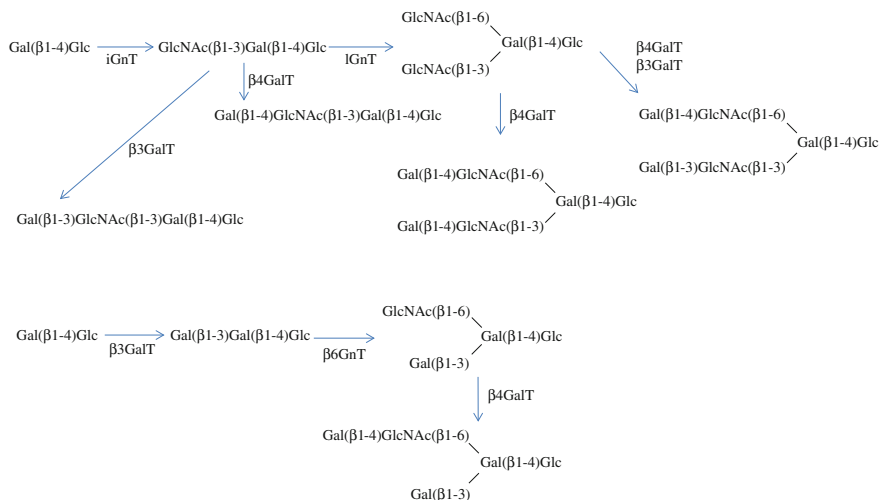 Gal(β1-4)Glc
iGnT
GlcNAc(β1-3)Gal(β1-4)Glc
lGnT
GlcNAc(β1-6)
Gal(β1-4)Glc
GlcNAc(β1-3)
β4GalT
β3GalT
β4GalT
Gal(β1-4)GlcNAc(β1-3)Gal(β1-4)Glc
β3GalT
Gal(β1-3)GlcNAc(β1-3)Gal(β1-4)Glc
β4GalT
Gal(β1-4)GlcNAc(β1-6)
Gal(β1-4)Glc
Gal(β1-4)GlcNAc(β1-3)
Gal(β1-4)GlcNAc(β1-6)
Gal(β1-4)Glc
Gal(β1-3)GlcNAc(β1-3)
Gal(β1-4)Glc
β3GalT
Gal(β1-3)Gal(β1-4)Glc
β6GnT
GlcNAc(β1-6)
Gal(β1-4)Glc
Gal(β1-3)
β4GalT
Gal(β1-4)GlcNAc(β1-6)
Gal(β1-4)Glc
Gal(β1-3)